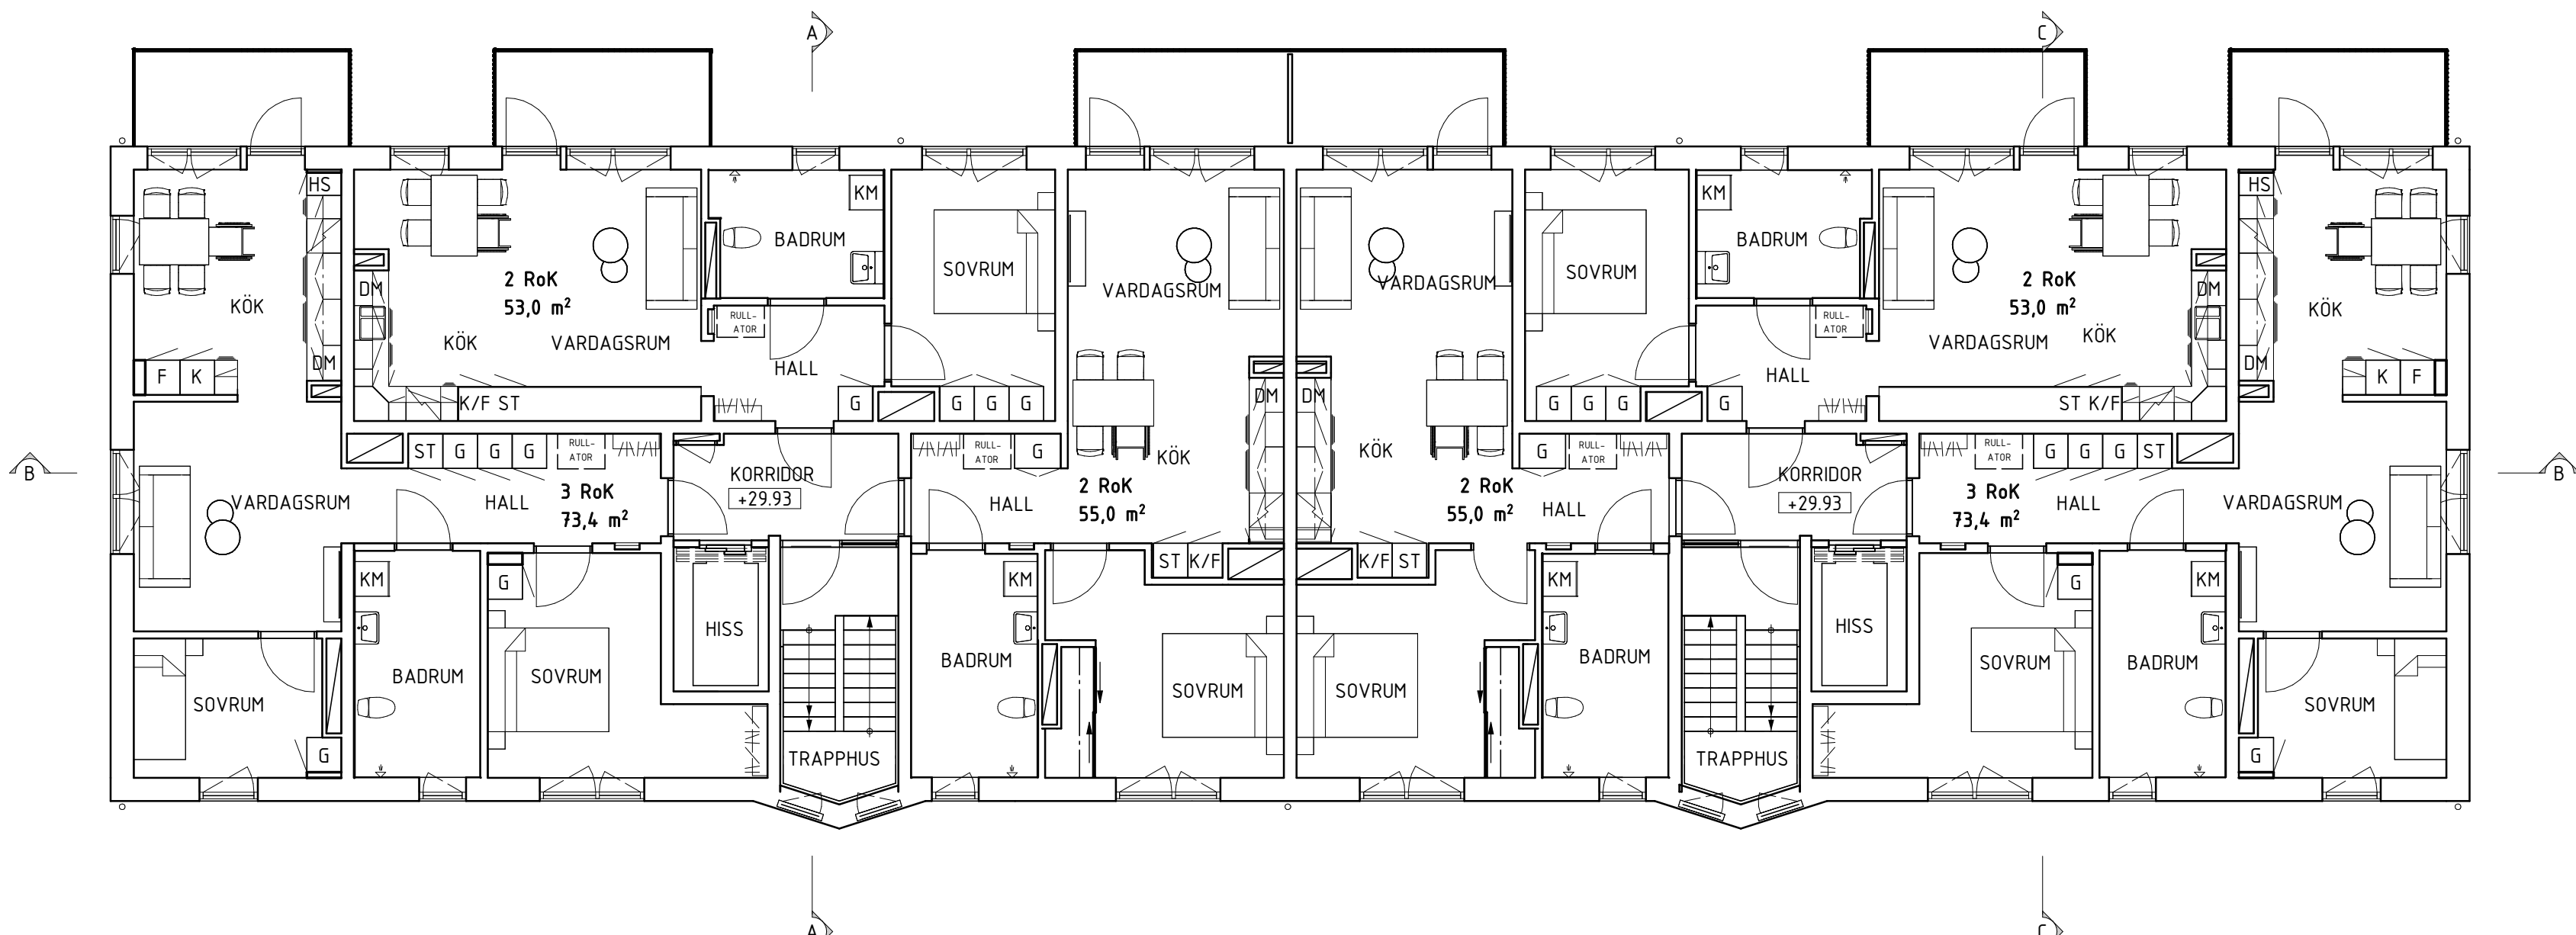 A
C
HS
HS
KM
KM
BADRUM
BADRUM
SOVRUM
SOVRUM
2 RoK
53,0 m²
VARDAGSRUM
VARDAGSRUM
2 RoK
53,0 m²
DM
DM
KÖK
KÖK
RULL-
ATOR
RULL-
ATOR
KÖK
VARDAGSRUM
VARDAGSRUM
KÖK
DM
HALL
HALL
DM
F K
K F
K/F ST
G
G G G
DM
DM
G G G
G
ST K/F
ST G G G
RULL-
ATOR
RULL-
ATOR
G
G
RULL-
ATOR
RULL-
ATOR
G G G ST
B
KORRIDOR
+29.93
KÖK
KÖK
KORRIDOR
+29.93
B
VARDAGSRUM
HALL
3 RoK
73,4 m²
HALL
2 RoK
55,0 m²
2 RoK
55,0 m²
HALL
3 RoK
73,4 m²
HALL
VARDAGSRUM
KM
G
KM
ST K/F
K/F ST
KM
G
KM
HISS
HISS
SOVRUM
BADRUM
SOVRUM
BADRUM
SOVRUM
SOVRUM
BADRUM
SOVRUM
BADRUM
SOVRUM
G
TRAPPHUS
TRAPPHUS
G
A
C